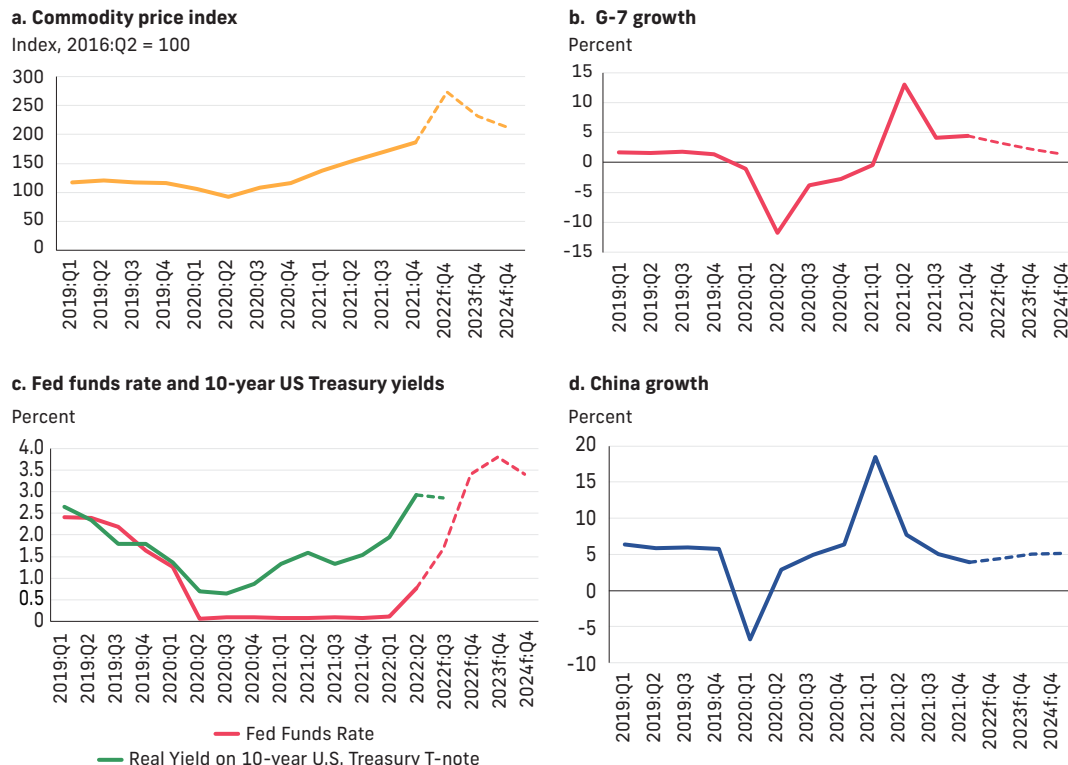 a. Commodity price index
Index, 2016:Q2 = 100
300
250
200
150
100
50
0
2019:Q1
2019:Q2
2019:Q3
2019:Q4
2020:Q1
2020:Q2
2020:Q3
2020:Q4
2021:Q1
2021:Q2
2021:Q3
2021:Q4
2022f:Q4
2023f:Q4
2024f:Q4
b. G-7 growth
Percent
15
10
5
0
-5
-10
-15
2019:Q1
2019:Q2
2019:Q3
2019:Q4
2020:Q1
2020:Q2
2020:Q3
2020:Q4
2021:Q1
2021:Q2
2021:Q3
2021:Q4
2022f:Q4
2023f:Q4
2024f:Q4
c. Fed funds rate and 10-year US Treasury yields
Percent
4.0
3.5
3.0
2.5
2.0
1.5
1.0
0.5
0
2019:Q1
2019:Q2
2019:Q3
2019:Q4
2020:Q1
2020:Q2
2020:Q3
2020:Q4
2021:Q1
2021:Q2
2021:Q3
2021:Q4
2022:Q1
2022:Q2
2022f:Q3
2022f:Q4
2023f:Q4
2024f:Q4
Fed Funds Rate
Real Yield on 10-year U.S. Treasury T-note
d. China growth
Percent
20
15
10
5
0
-5
-10
2019:Q1
2019:Q2
2019:Q3
2019:Q4
2020:Q1
2020:Q2
2020:Q3
2020:Q4
2021:Q1
2021:Q2
2021:Q3
2021:Q4
2022f:Q4
2023f:Q4
2024f:Q4